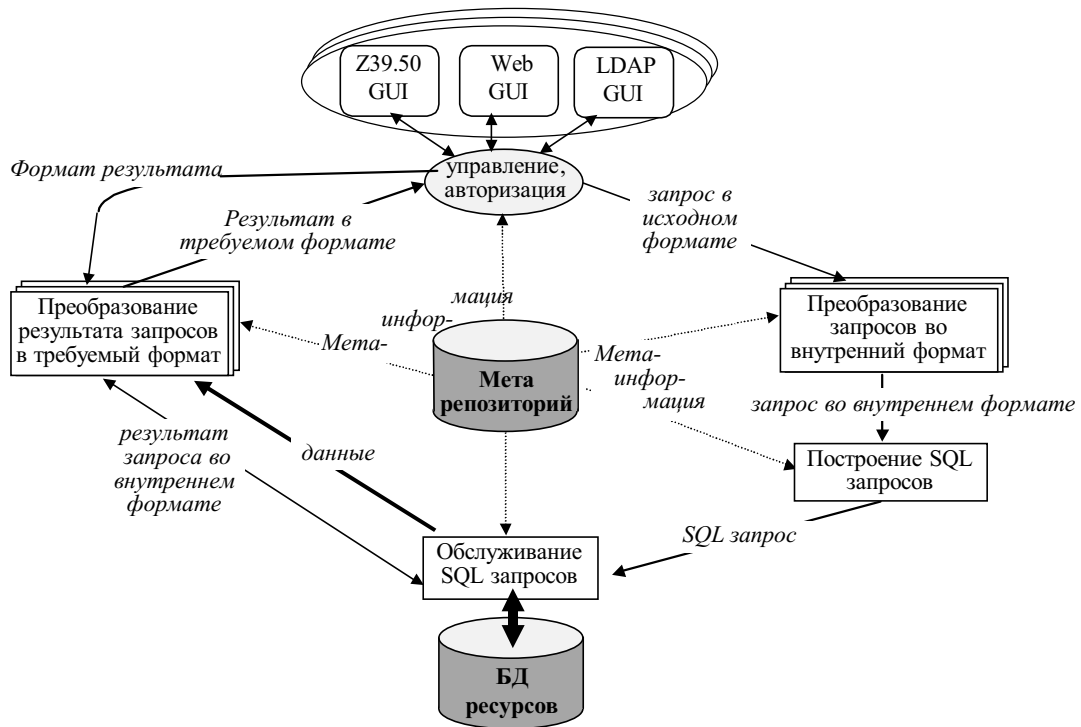 Z39.50
GUI
Web
GUI
LDAP
GUI
управление,
авторизация
Формат результата
Результат в
требуемом формате
запрос в
исходном
формате
Преобразование
результата запросов
в требуемый формат
мация
инфор-
Мета-
Мета
репозиторий
Мета-
инфор-
мация
Преобразование
запросов во
внутренний формат
запрос во внутреннем формате
Построение SQL
запросов
результат
запроса во
внутреннем
формате
данные
SQL запрос
Обслуживание
SQL запросов
БД
ресурсов